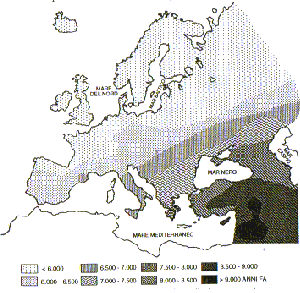 MARE
DEL NORD
MAR NERO
MARE MEDITERRANEO
< 6.000
6.500 - 7.000
7.500 - 8.000
8.500 - 9.000
6.000 - 6.500
7.000 - 7.500
8.000 - 8.500
> 9.000 ANNI FA